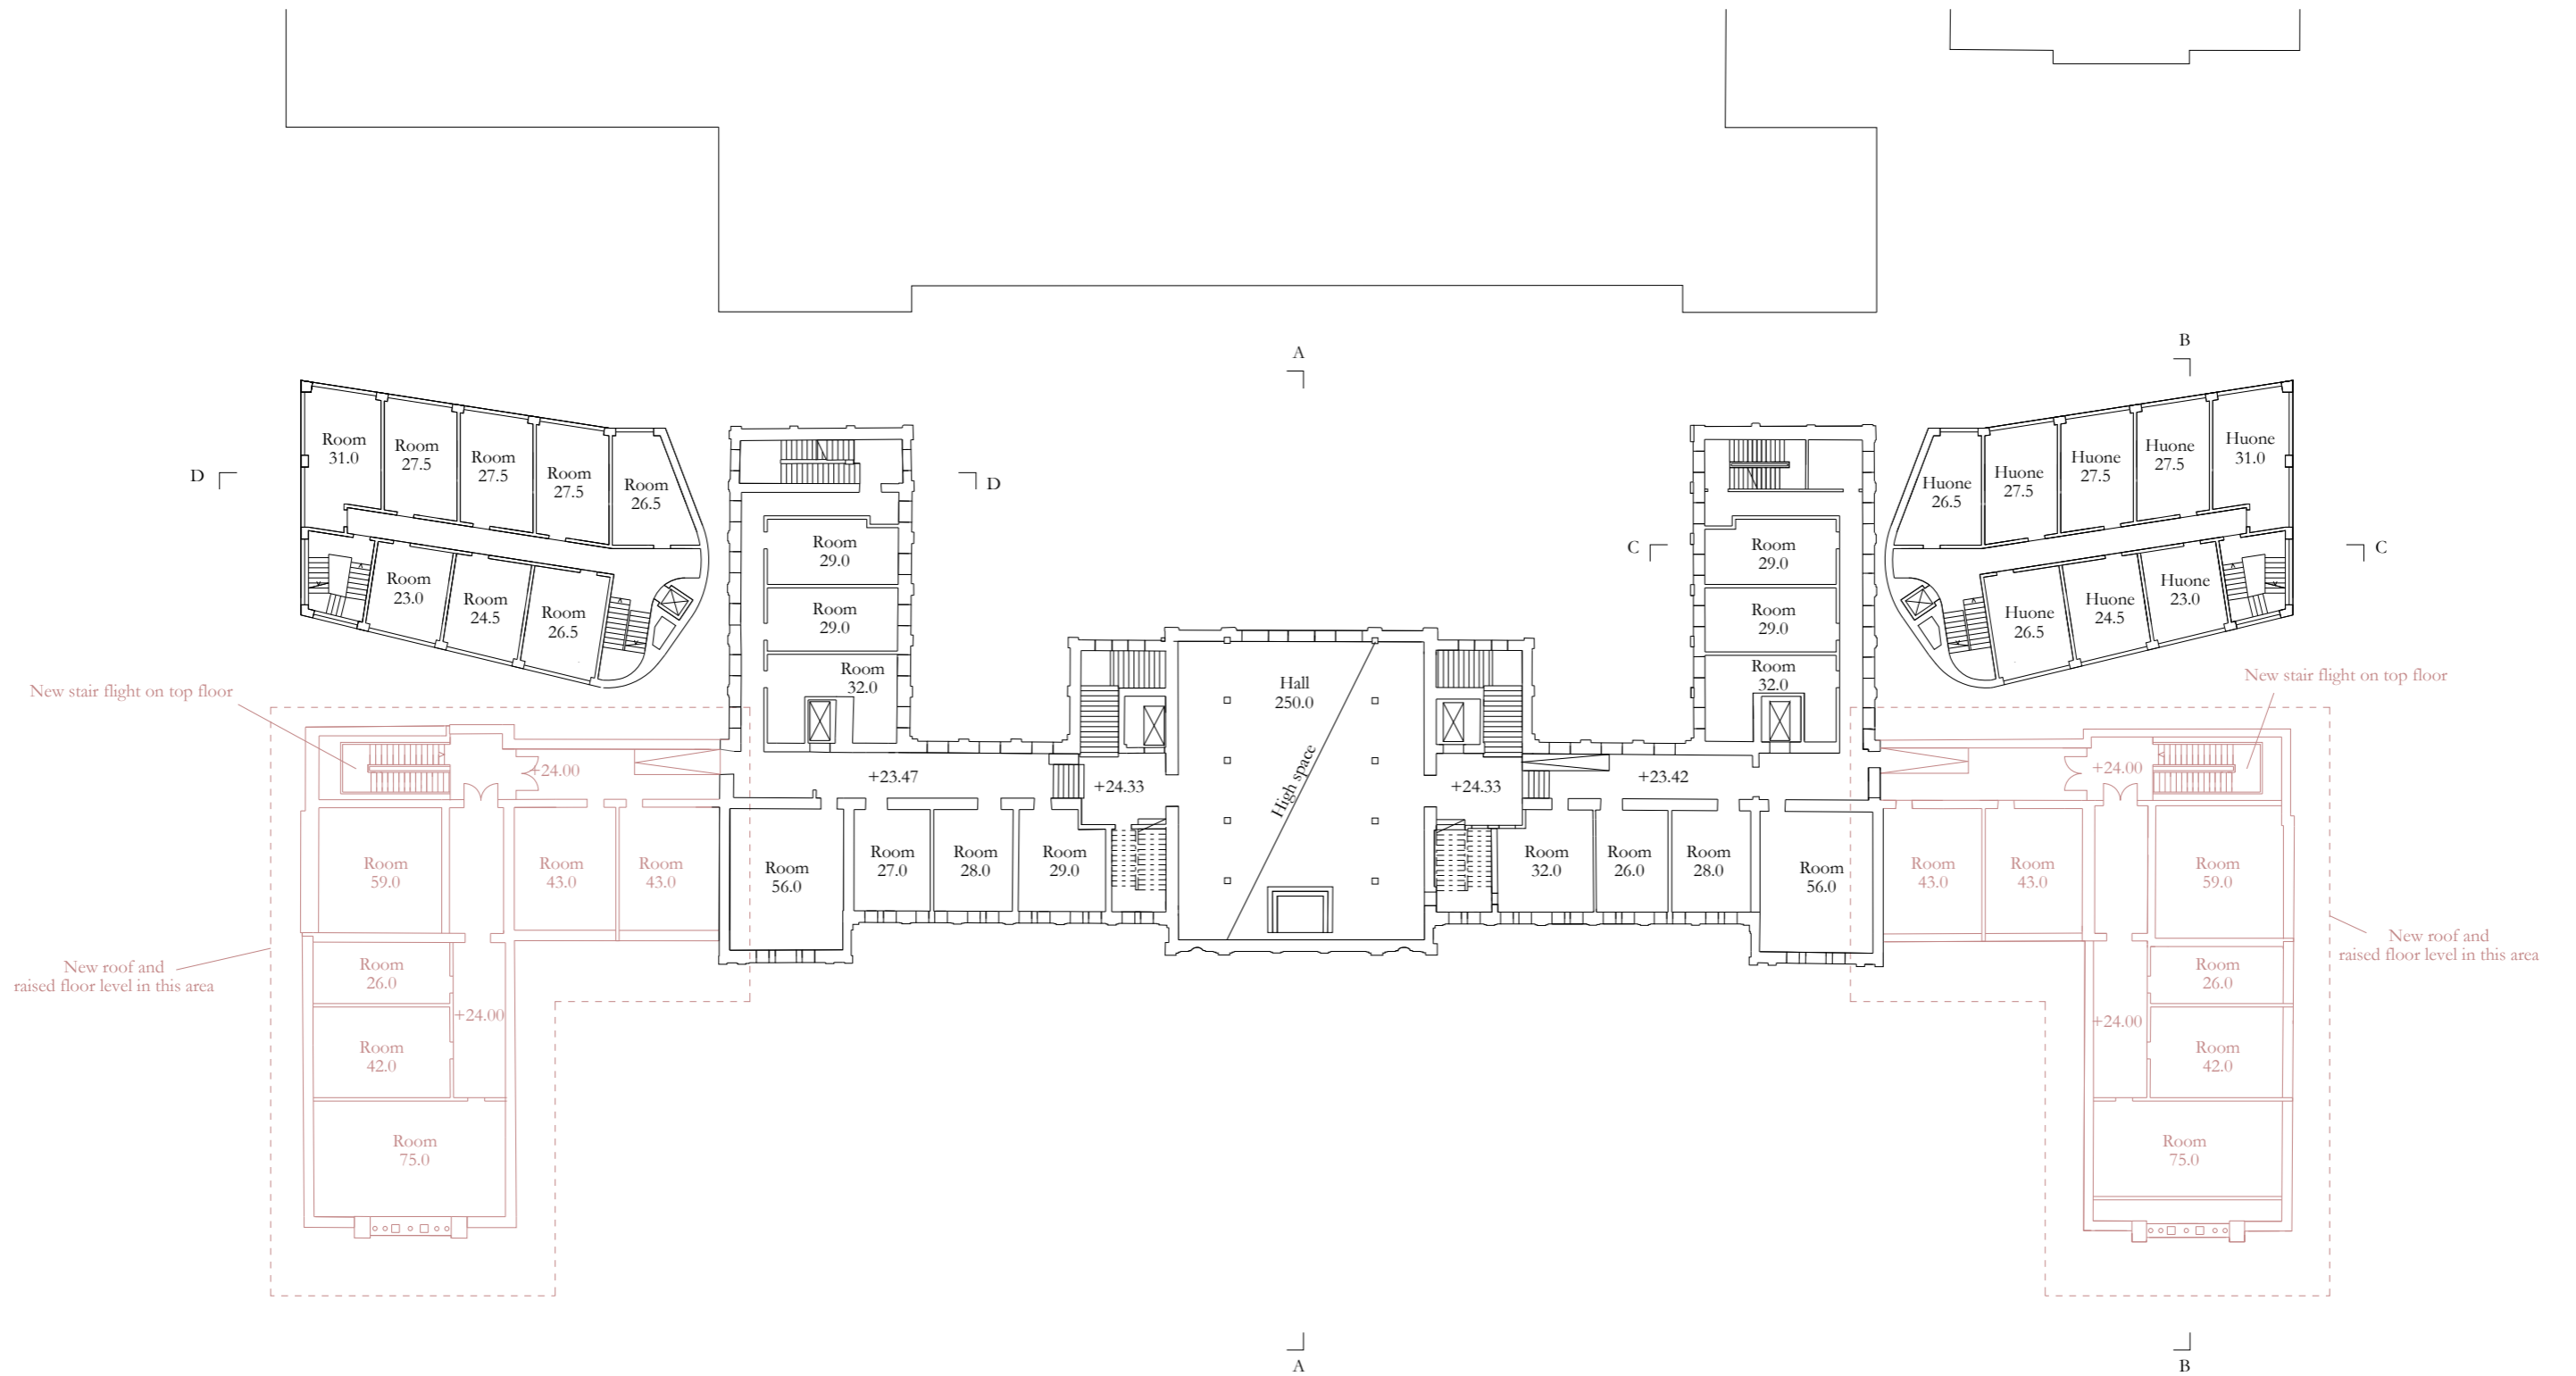 A
B
D
D
C
C
Room
31.0
Room
27.5
Room
27.5
Room
27.5
Room
26.5
Room
23.0
Room
24.5
Room
26.5
Room
29.0
Room
29.0
Room
32.0
Hall
250.0
High space
Room
29.0
Room
29.0
Room
32.0
Huone
26.5
Huone
27.5
Huone
27.5
Huone
27.5
Huone
31.0
Huone
26.5
Huone
24.5
Huone
23.0
New stair flight on top floor
New stair flight on top floor
+24.00
+23.47
+24.33
+24.33
+23.42
+24.00
Room
59.0
Room
43.0
Room
43.0
Room
56.0
Room
27.0
Room
28.0
Room
29.0
Room
32.0
Room
26.0
Room
28.0
Room
56.0
Room
43.0
Room
43.0
Room
59.0
New roof and
raised floor level in this area
Room
26.0
+24.00
Room
42.0
Room
75.0
New roof and
raised floor level in this area
Room
26.0
+24.00
Room
42.0
Room
75.0
A
B